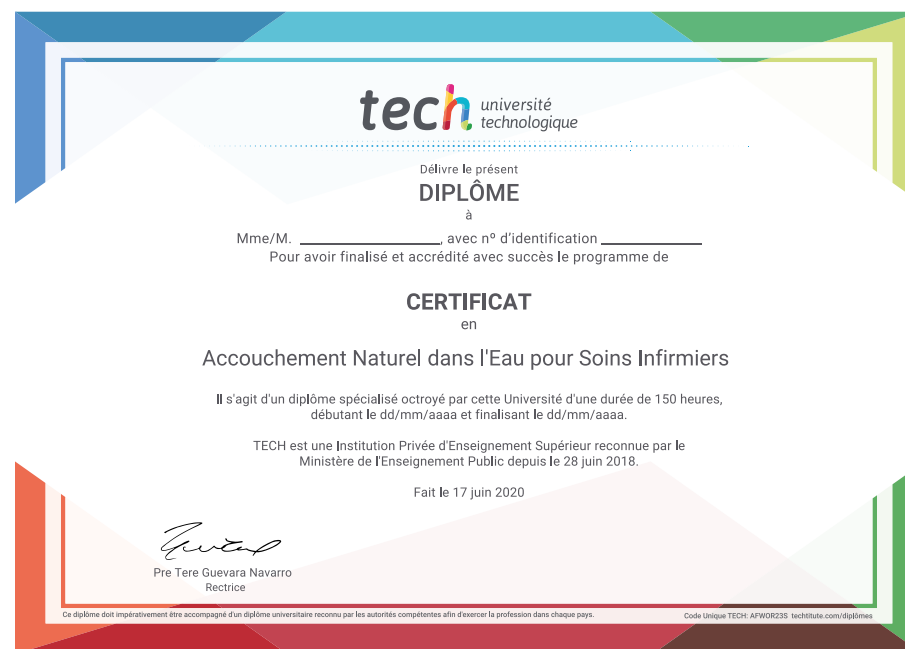 tech université
technologique
Délivre le présent
DIPLÔME
à
Mme/M. , avec nº d'identification
Pour avoir finalisé et accrédité avec succès le programme de
CERTIFICAT
en
Accouchement Naturel dans l'Eau pour Soins Infirmiers
Il s'agit d'un diplôme spécialisé octroyé par cette Université d'une durée de 150 heures,
débutant le dd/mm/aaaa et finalisant le dd/mm/aaaa.
TECH est une Institution Privée d'Enseignement Supérieur reconnue par le
Ministère de l'Enseignement Public depuis le 28 juin 2018.
Fait le 17 juin 2020
Pre Tere Guevara Navarro
Rectrice
Ce diplôme doit impérativement être accompagné d'un diplôme universitaire reconnu par les autorités compétentes afin d'exercer la profession dans chaque pays.
Code Unique TECH: AFWOR23S techtitute.com/diplômes